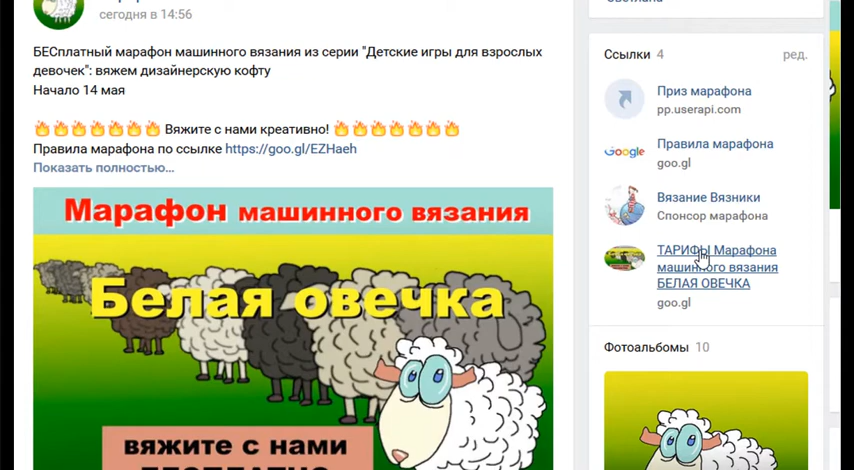 сегодня в 14:56
БЕСплатный марафон машинного вязания из серии "Детские игры для взрослых
девочек": вяжем дизайнерскую кофту
Начало 14 мая
Вяжите с нами креативно!
Правила марафона по ссылке https://goo.gl/EZHaeh
Показать полностью…
Марафон машинного вязания
Белая овечка
вяжите с нами
БЕСПЛАТНО
Светлана
Ссылки 4
ред.
Приз марафона
pp.userapi.com
Google
Правила марафона
goo.gl
Вязание Вязники
Спонсор марафона
ТАРИФЫ Марафона
машинного вязания
БЕЛАЯ ОВЕЧКА
goo.gl
Фотоальбомы 10